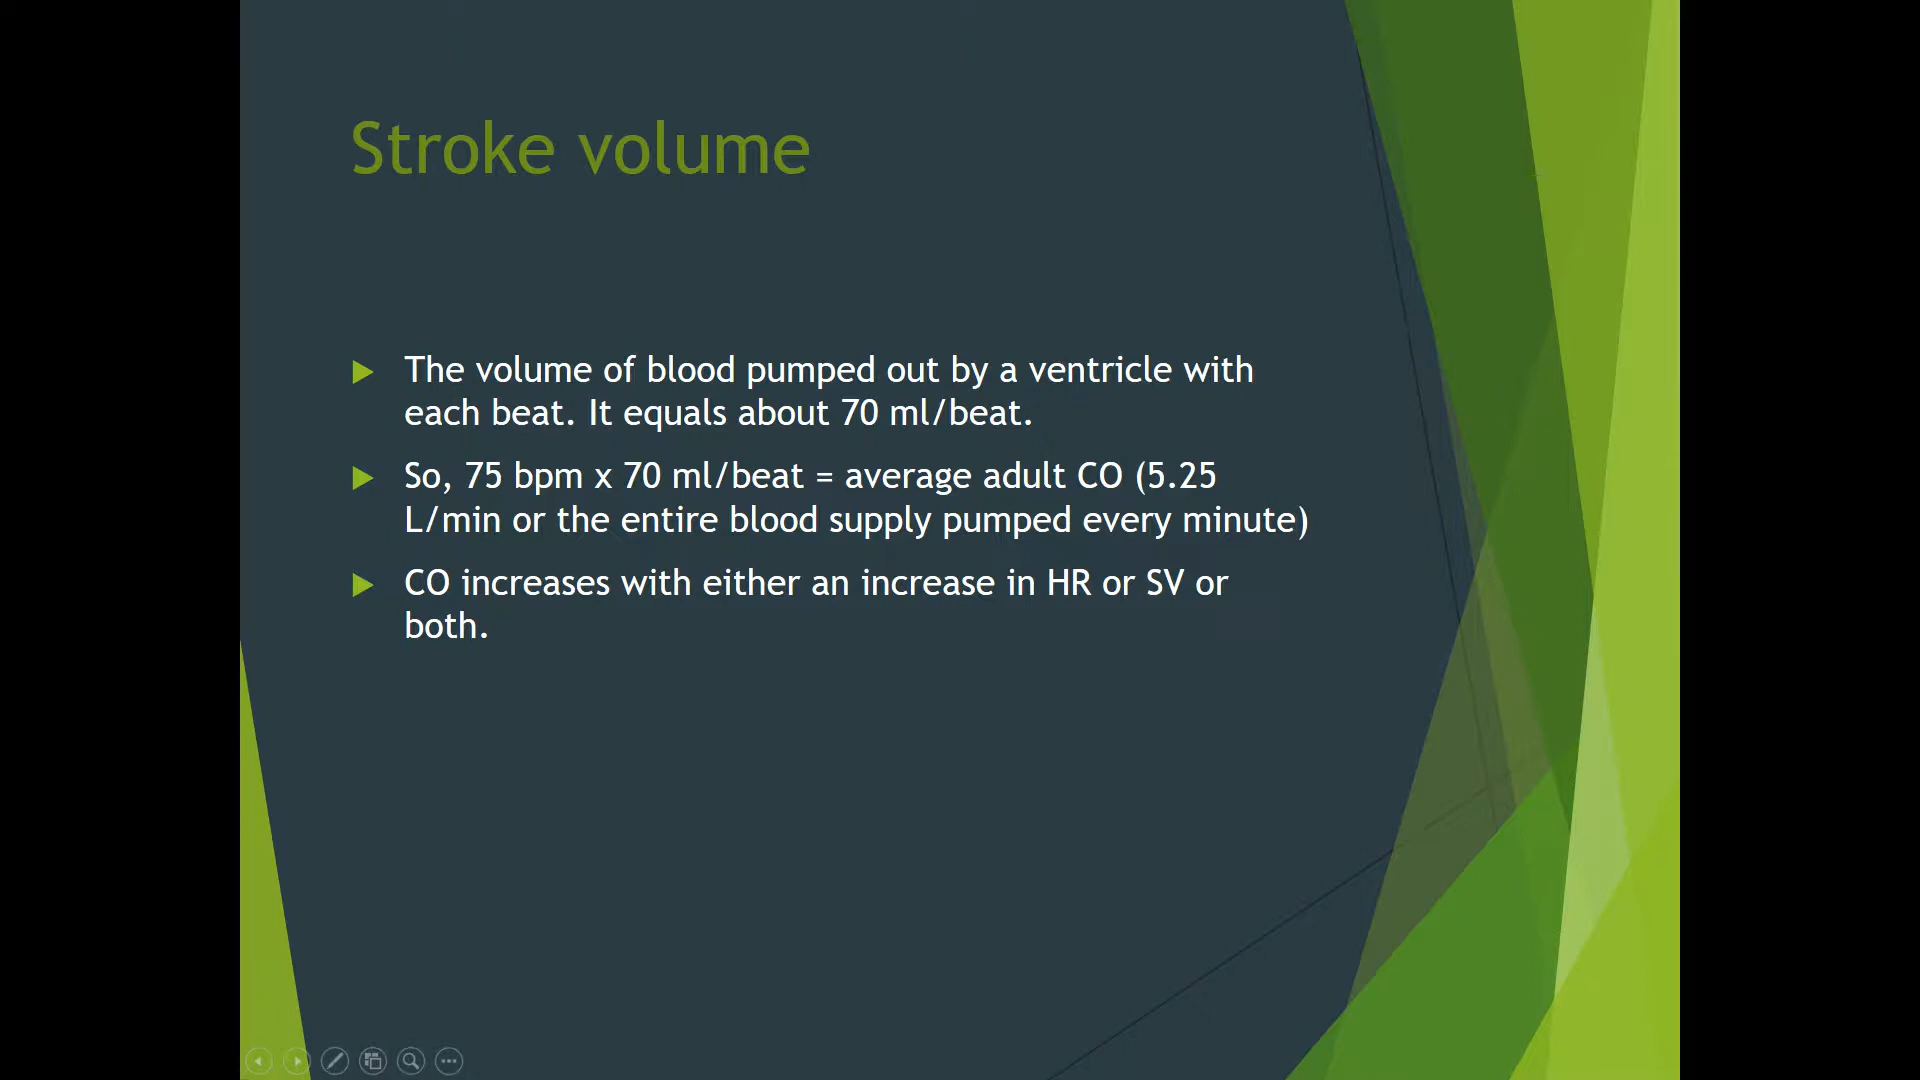 Stroke volume
The volume of blood pumped out by a ventricle with
each beat. It equals about 70 ml/beat.
So, 75 bpm x 70 ml/beat = average adult CO (5.25
L/min or the entire blood supply pumped every minute)
CO increases with either an increase in HR or SV or
both.